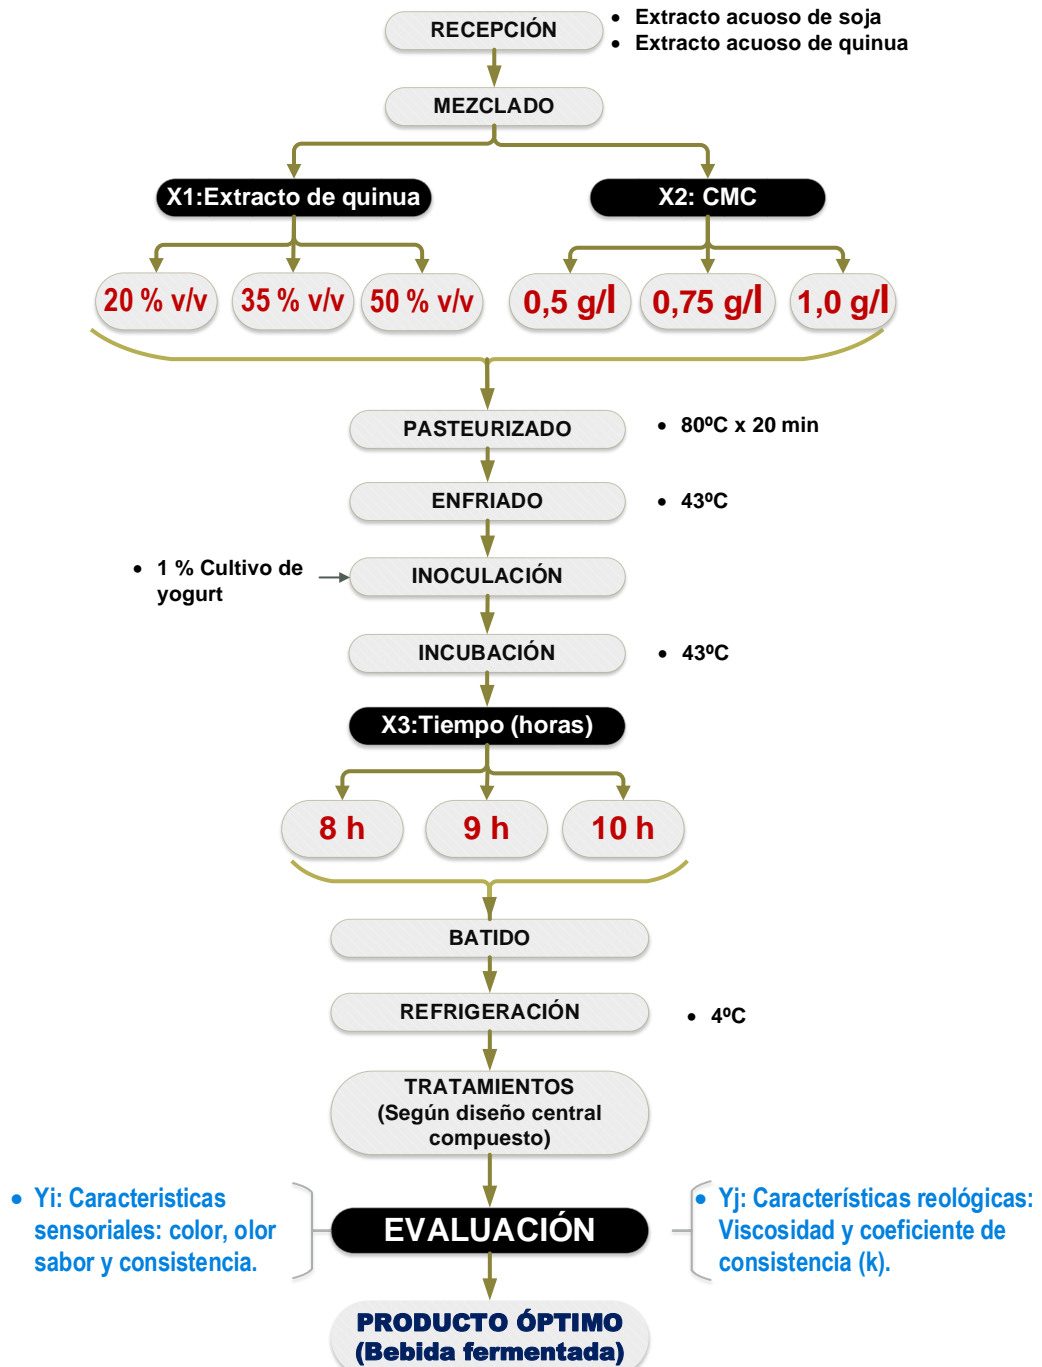 RECEPCIÓN
• Extracto acuoso de soja
• Extracto acuoso de quinua
MEZCLADO
X1:Extracto de quinua
X2: CMC
20 % v/v
35 % v/v
50 % v/v
0,5 g/l
0,75 g/l
1,0 g/l
PASTEURIZADO
• 80ºC x 20 min
ENFRIADO
• 43ºC
• 1 % Cultivo de
yogurt
INOCULACIÓN
INCUBACIÓN
• 43ºC
X3:Tiempo (horas)
8 h
9 h
10 h
BATIDO
REFRIGERACIÓN
• 4ºC
TRATAMIENTOS
(Según diseño central
compuesto)
• Yi: Caracteristicas
sensoriales: color, olor
sabor y consistencia.
EVALUACIÓN
• Yj: Características reológicas:
Viscosidad y coeficiente de
consistencia (k).
PRODUCTO ÓPTIMO
(Bebida fermentada)